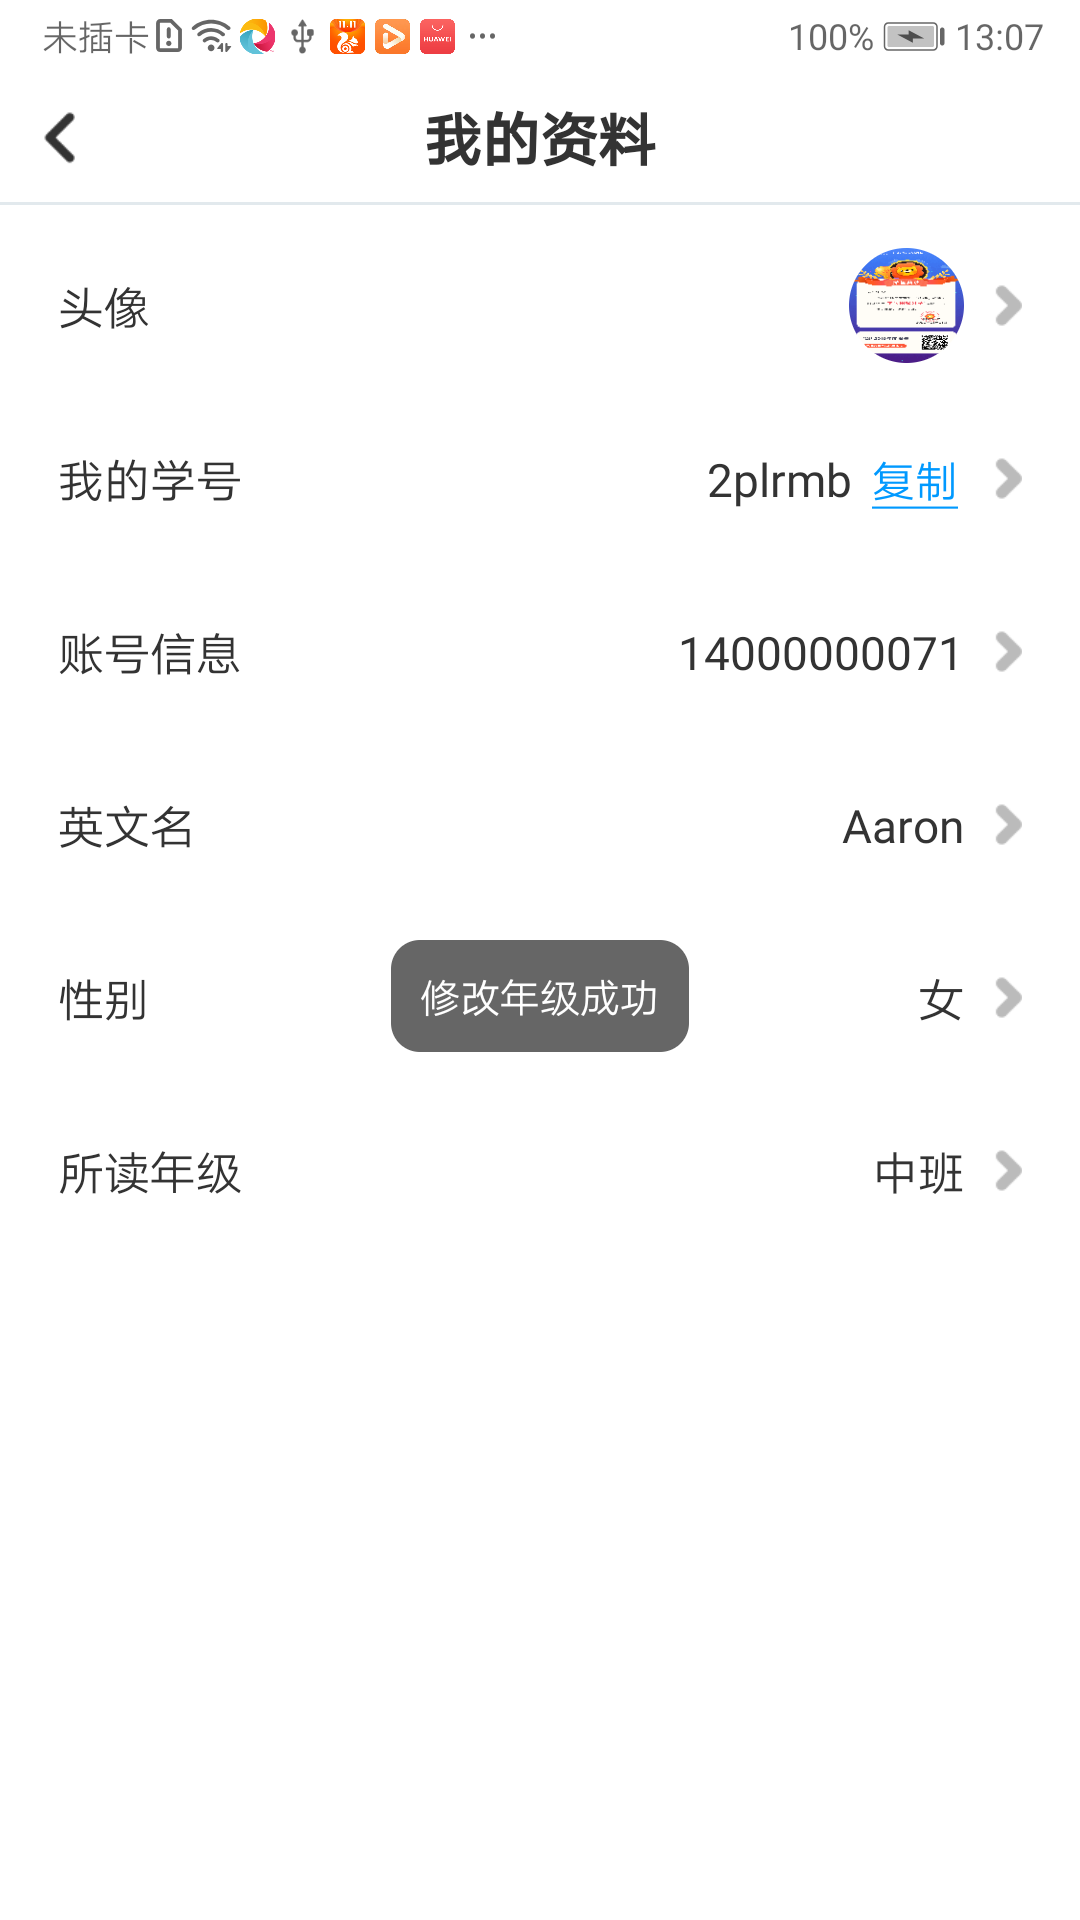 未插卡 100% 13:07
我的资料
头像
我的学号 2plrmb 复制
账号信息 14000000071
英文名 Aaron
性别 修改年级成功 女
所读年级 中班